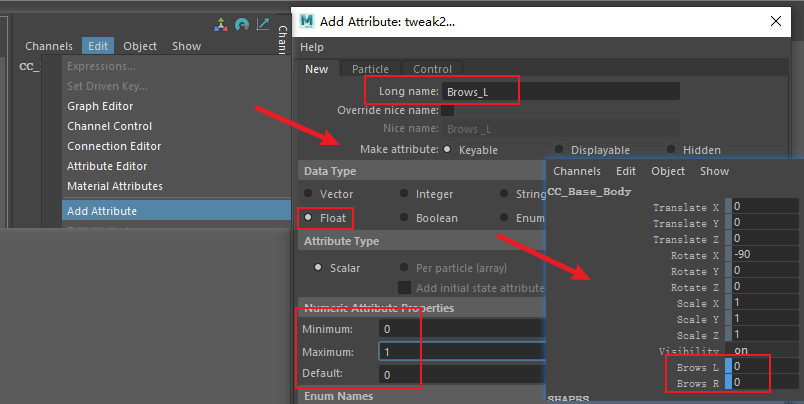 Channels Edit Object Show
Chann
CC_
Expressions...
Set Driven Key...
Graph Editor
Channel Control
Connection Editor
Attribute Editor
Material Attributes
Add Attribute
M
Add Attribute: tweak2...
Help
New Particle Control
Long name: Brows_L
Override nice name:
Nice name: Brows _L
Make attribute: Keyable Displayable Hidden
Data Type
Vector Integer String
Float Boolean Enum
Attribute Type
Scalar Per particle (array)
Add initial state attribute
Numeric Attribute Properties
Minimum: 0
Maximum: 1
Default: 0
Enum Names
Channels Edit Object Show
CC_Base_Body
Translate X 0
Translate Y 0
Translate Z 0
Rotate X -90
Rotate Y 0
Rotate Z 0
Scale X 1
Scale Y 1
Scale Z 1
Visibility on
Brows L 0
Brows R 0
SHAPES